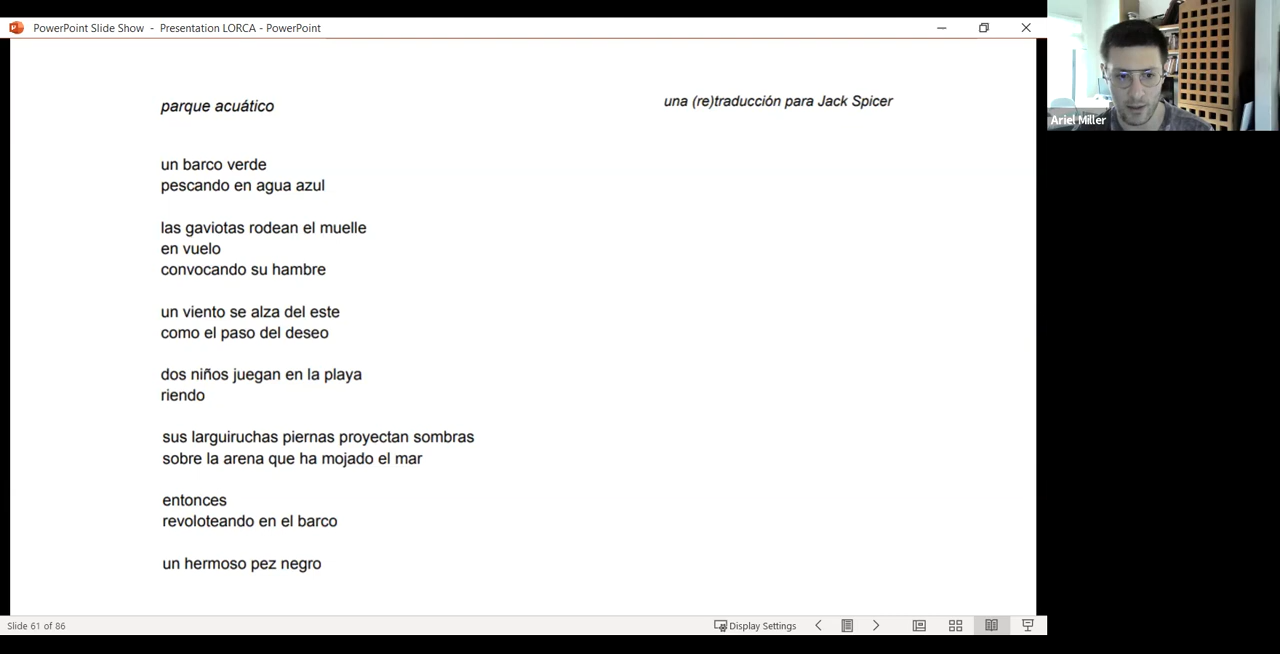 PowerPoint Slide Show - Presentation LORCA - PowerPoint
parque acuático
una (re)traducción para Jack Spicer
un barco verde
pescando en agua azul
las gaviotas rodean el muelle
en vuelo
convocando su hambre
un viento se alza del este
como el paso del deseo
dos niños juegan en la playa
riendo
sus larguiruchas piernas proyectan sombras
sobre la arena que ha mojado el mar
entonces
revoloteando en el barco
un hermoso pez negro
Ariel Miller
Slide 61 of 86
Display Settings